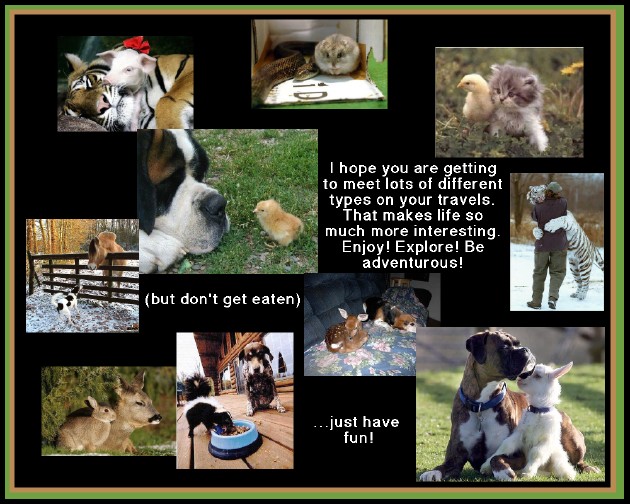 I hope you are getting
to meet lots of different
types on your travels.
That makes life so
much more interesting.
Enjoy! Explore! Be
adventurous!
(but don't get eaten)
...just have
fun!